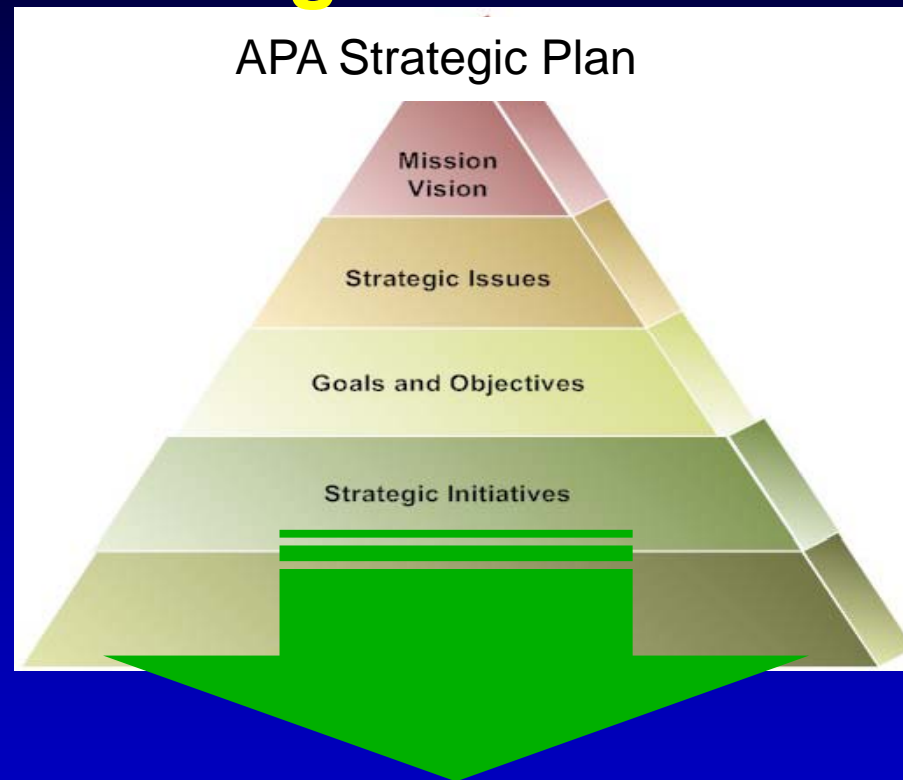 APA Strategic Plan
Mission
Vision
Strategic Issues
Goals and Objectives
Strategic Initiatives